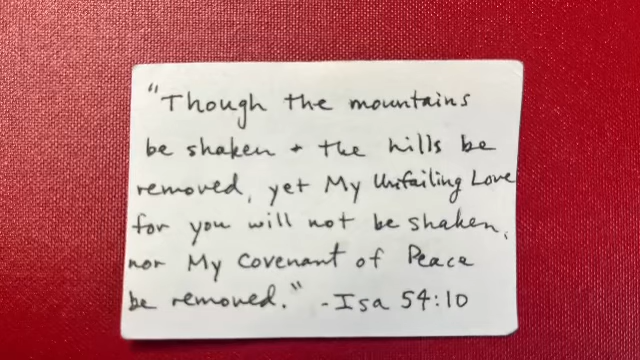 "Though the mountains
be shaken + the hills be
removed, yet My Unfailing Love
for you will not be shaken,
nor My Covenant of Peace
be removed." -Isa 54:10